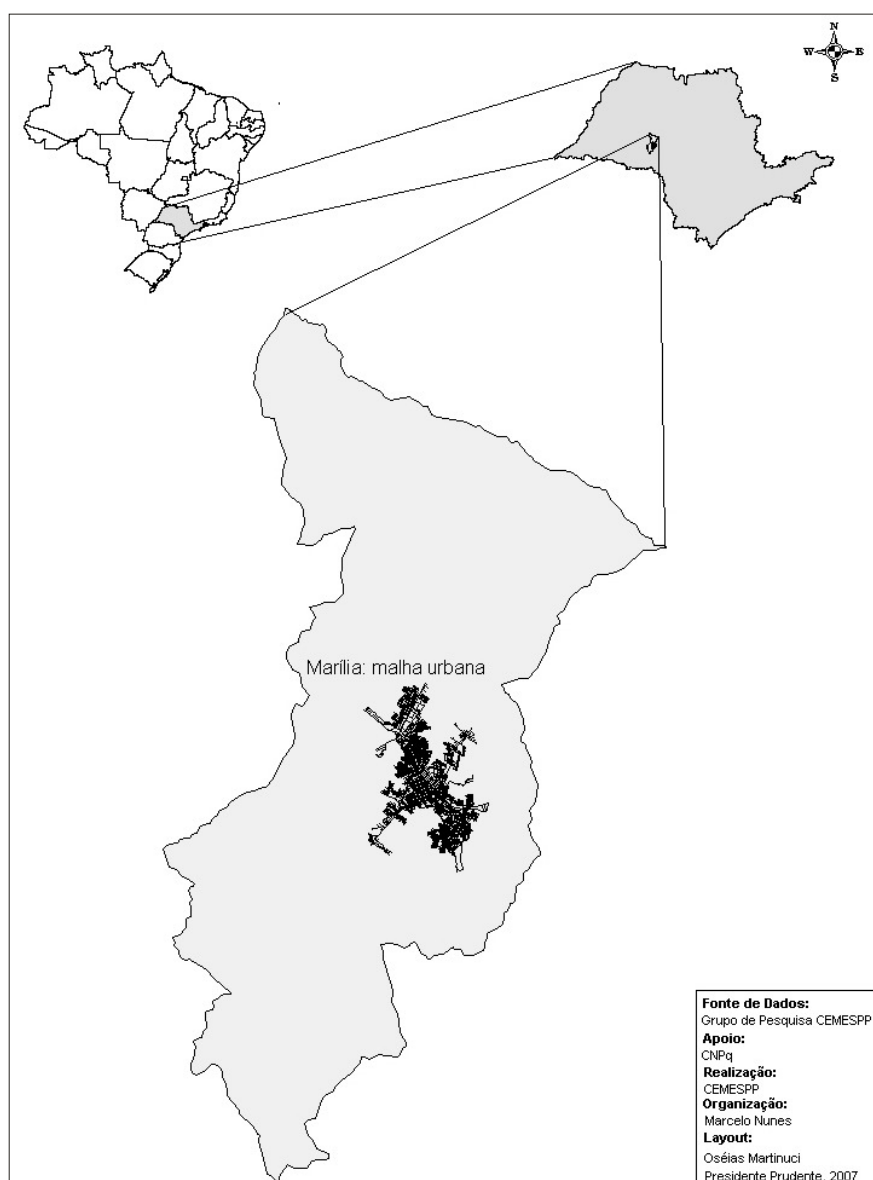 N
W E
S
Marília: malha urbana
Fonte de Dados:
Grupo de Pesquisa CEMESPP
Apoio:
CNPq
Realização:
CEMESPP
Organização:
Marcelo Nunes
Layout:
Oséias Martinuci
Presidente Prudente, 2007